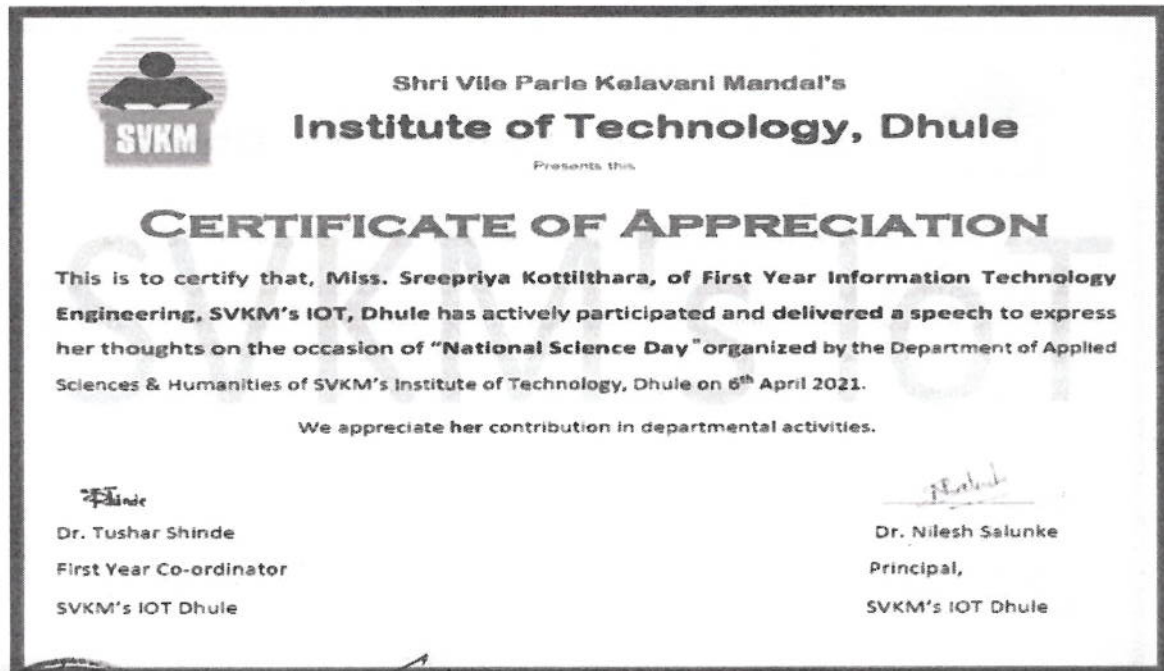 SVKM
Shri Vile Parle Kelavani Mandal's
Institute of Technology, Dhule
Presents this
CERTIFICATE OF APPRECIATION
SVKM's IoT
This is to certify that, Miss. Sreepriya Kottilthara, of First Year Information Technology
Engineering, SVKM's IOT, Dhule has actively participated and delivered a speech to express
her thoughts on the occasion of "National Science Day "organized by the Department of Applied
Sciences & Humanities of SVKM's Institute of Technology, Dhule on 6th April 2021.
We appreciate her contribution in departmental activities.
Dr. Tushar Shinde
Dr. Nilesh Salunke
First Year Co-ordinator
Principal,
SVKM's IOT Dhule
SVKM's IOT Dhule